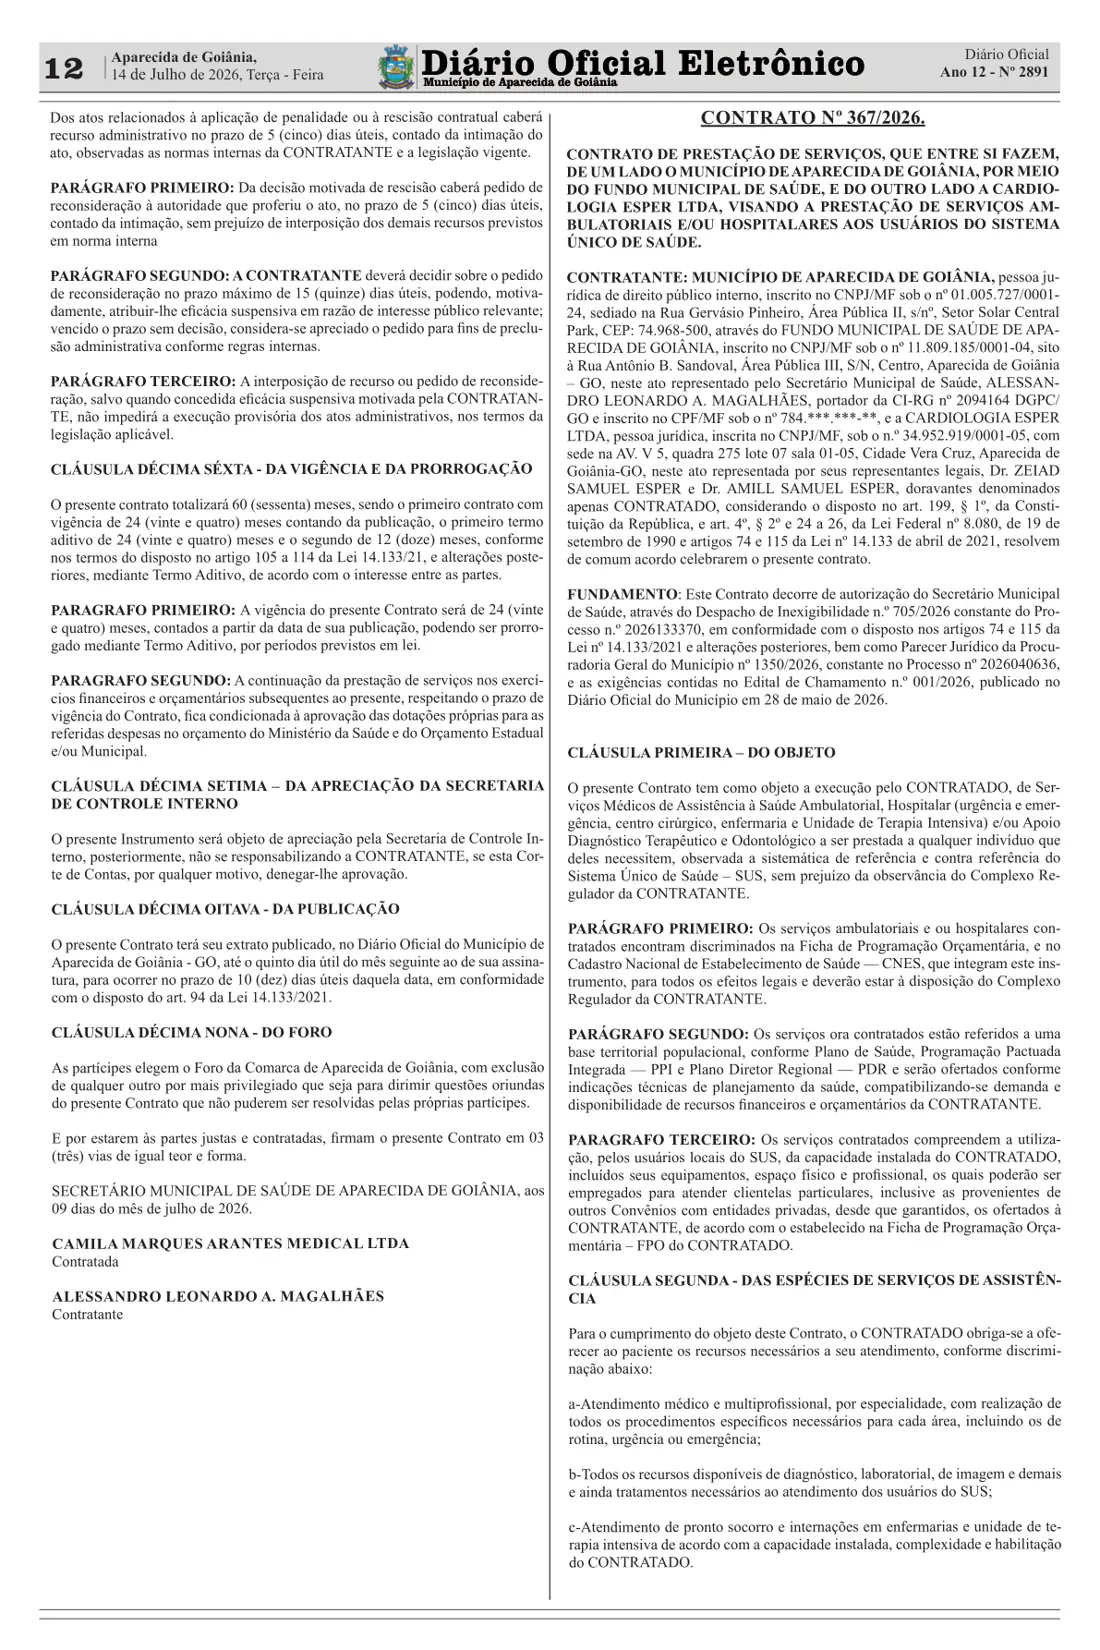 12
Aparecida de Goiânia,
14 de Julho de 2026, Terça - Feira
Diário Oficial Eletrônico
Município de Aparecida de Goiânia
Diário Oficial
Ano 12 - Nº 2891
Dos atos relacionados à aplicação de penalidade ou à rescisão contratual caberá
recurso administrativo no prazo de 5 (cinco) dias úteis, contado da intimação do
ato, observadas as normas internas da CONTRATANTE e a legislação vigente.
PARÁGRAFO PRIMEIRO: Da decisão motivada de rescisão caberá pedido de
reconsideração à autoridade que proferiu o ato, no prazo de 5 (cinco) dias úteis,
contado da intimação, sem prejuízo de interposição dos demais recursos previstos
em norma interna
PARÁGRAFO SEGUNDO: A CONTRATANTE deverá decidir sobre o pedido
de reconsideração no prazo máximo de 15 (quinze) dias úteis, podendo, motiva-
damente, atribuir-lhe eficácia suspensiva em razão de interesse público relevante;
vencido o prazo sem decisão, considera-se apreciado o pedido para fins de preclu-
são administrativa conforme regras internas.
PARÁGRAFO TERCEIRO: A interposição de recurso ou pedido de reconside-
ração, salvo quando concedida eficácia suspensiva motivada pela CONTRATAN-
TE, não impedirá a execução provisória dos atos administrativos, nos termos da
legislação aplicável.
CLÁUSULA DÉCIMA SÉXTA - DA VIGÊNCIA E DA PRORROGAÇÃO
O presente contrato totalizará 60 (sessenta) meses, sendo o primeiro contrato com
vigência de 24 (vinte e quatro) meses contando da publicação, o primeiro termo
aditivo de 24 (vinte e quatro) meses e o segundo de 12 (doze) meses, conforme
nos termos do disposto no artigo 105 a 114 da Lei 14.133/21, e alterações poste-
riores, mediante Termo Aditivo, de acordo com o interesse entre as partes.
PARAGRAFO PRIMEIRO: A vigência do presente Contrato será de 24 (vinte
e quatro) meses, contados a partir da data de sua publicação, podendo ser prorro-
gado mediante Termo Aditivo, por períodos previstos em lei.
PARAGRAFO SEGUNDO: A continuação da prestação de serviços nos exercí-
cios financeiros e orçamentários subsequentes ao presente, respeitando o prazo de
vigência do Contrato, fica condicionada à aprovação das dotações próprias para as
referidas despesas no orçamento do Ministério da Saúde e do Orçamento Estadual
e/ou Municipal.
CLÁUSULA DÉCIMA SETIMA – DA APRECIAÇÃO DA SECRETARIA
DE CONTROLE INTERNO
O presente Instrumento será objeto de apreciação pela Secretaria de Controle In-
terno, posteriormente, não se responsabilizando a CONTRATANTE, se esta Cor-
te de Contas, por qualquer motivo, denegar-lhe aprovação.
CLÁUSULA DÉCIMA OITAVA - DA PUBLICAÇÃO
O presente Contrato terá seu extrato publicado, no Diário Oficial do Município de
Aparecida de Goiânia - GO, até o quinto dia útil do mês seguinte ao de sua assina-
tura, para ocorrer no prazo de 10 (dez) dias úteis daquela data, em conformidade
com o disposto do art. 94 da Lei 14.133/2021.
CLÁUSULA DÉCIMA NONA - DO FORO
As partícipes elegem o Foro da Comarca de Aparecida de Goiânia, com exclusão
de qualquer outro por mais privilegiado que seja para dirimir questões oriundas
do presente Contrato que não puderem ser resolvidas pelas próprias partícipes.
E por estarem às partes justas e contratadas, firmam o presente Contrato em 03
(três) vias de igual teor e forma.
SECRETÁRIO MUNICIPAL DE SAÚDE DE APARECIDA DE GOIÂNIA, aos
09 dias do mês de julho de 2026.
CAMILA MARQUES ARANTES MEDICAL LTDA
Contratada
ALESSANDRO LEONARDO A. MAGALHÃES
Contratante
CONTRATO Nº 367/2026.
CONTRATO DE PRESTAÇÃO DE SERVIÇOS, QUE ENTRE SI FAZEM,
DE UM LADO O MUNICÍPIO DE APARECIDA DE GOIÂNIA, POR MEIO
DO FUNDO MUNICIPAL DE SAÚDE, E DO OUTRO LADO A CARDIO-
LOGIA ESPER LTDA, VISANDO A PRESTAÇÃO DE SERVIÇOS AM-
BULATORIAIS E/OU HOSPITALARES AOS USUÁRIOS DO SISTEMA
ÚNICO DE SAÚDE.
CONTRATANTE: MUNICÍPIO DE APARECIDA DE GOIÂNIA, pessoa ju-
rídica de direito público interno, inscrito no CNPJ/MF sob o nº 01.005.727/0001-
24, sediado na Rua Gervásio Pinheiro, Área Pública II, s/nº, Setor Solar Central
Park, CEP: 74.968-500, através do FUNDO MUNICIPAL DE SAÚDE DE APA-
RECIDA DE GOIÂNIA, inscrito no CNPJ/MF sob o nº 11.809.185/0001-04, sito
à Rua Antônio B. Sandoval, Área Pública III, S/N, Centro, Aparecida de Goiânia
– GO, neste ato representado pelo Secretário Municipal de Saúde, ALESSAN-
DRO LEONARDO A. MAGALHÃES, portador da CI-RG nº 2094164 DGPC/
GO e inscrito no CPF/MF sob o nº 784.***.***-**, e a CARDIOLOGIA ESPER
LTDA, pessoa jurídica, inscrita no CNPJ/MF, sob o n.º 34.952.919/0001-05, com
sede na AV. V 5, quadra 275 lote 07 sala 01-05, Cidade Vera Cruz, Aparecida de
Goiânia-GO, neste ato representada por seus representantes legais, Dr. ZEIAD
SAMUEL ESPER e Dr. AMILL SAMUEL ESPER, doravantes denominados
apenas CONTRATADO, considerando o disposto no art. 199, § 1º, da Consti-
tuição da República, e art. 4º, § 2º e 24 a 26, da Lei Federal nº 8.080, de 19 de
setembro de 1990 e artigos 74 e 115 da Lei nº 14.133 de abril de 2021, resolvem
de comum acordo celebrarem o presente contrato.
FUNDAMENTO: Este Contrato decorre de autorização do Secretário Municipal
de Saúde, através do Despacho de Inexigibilidade n.º 705/2026 constante do Pro-
cesso n.º 2026133370, em conformidade com o disposto nos artigos 74 e 115 da
Lei nº 14.133/2021 e alterações posteriores, bem como Parecer Jurídico da Procu-
radoria Geral do Município nº 1350/2026, constante no Processo nº 2026040636,
e as exigências contidas no Edital de Chamamento n.º 001/2026, publicado no
Diário Oficial do Município em 28 de maio de 2026.
CLÁUSULA PRIMEIRA – DO OBJETO
O presente Contrato tem como objeto a execução pelo CONTRATADO, de Ser-
viços Médicos de Assistência à Saúde Ambulatorial, Hospitalar (urgência e emer-
gência, centro cirúrgico, enfermaria e Unidade de Terapia Intensiva) e/ou Apoio
Diagnóstico Terapêutico e Odontológico a ser prestada a qualquer indivíduo que
deles necessitem, observada a sistemática de referência e contra referência do
Sistema Único de Saúde – SUS, sem prejuízo da observância do Complexo Re-
gulador da CONTRATANTE.
PARÁGRAFO PRIMEIRO: Os serviços ambulatoriais e ou hospitalares con-
tratados encontram discriminados na Ficha de Programação Orçamentária, e no
Cadastro Nacional de Estabelecimento de Saúde — CNES, que integram este ins-
trumento, para todos os efeitos legais e deverão estar à disposição do Complexo
Regulador da CONTRATANTE.
PARÁGRAFO SEGUNDO: Os serviços ora contratados estão referidos a uma
base territorial populacional, conforme Plano de Saúde, Programação Pactuada
Integrada — PPI e Plano Diretor Regional — PDR e serão ofertados conforme
indicações técnicas de planejamento da saúde, compatibilizando-se demanda e
disponibilidade de recursos financeiros e orçamentários da CONTRATANTE.
PARAGRAFO TERCEIRO: Os serviços contratados compreendem a utiliza-
ção, pelos usuários locais do SUS, da capacidade instalada do CONTRATADO,
incluídos seus equipamentos, espaço físico e profissional, os quais poderão ser
empregados para atender clientelas particulares, inclusive as provenientes de
outros Convênios com entidades privadas, desde que garantidos, os ofertados à
CONTRATANTE, de acordo com o estabelecido na Ficha de Programação Orça-
mentária – FPO do CONTRATADO.
CLÁUSULA SEGUNDA - DAS ESPÉCIES DE SERVIÇOS DE ASSISTÊN-
CIA
Para o cumprimento do objeto deste Contrato, o CONTRATADO obriga-se a ofe-
recer ao paciente os recursos necessários a seu atendimento, conforme discrimi-
nação abaixo:
a-Atendimento médico e multiprofissional, por especialidade, com realização de
todos os procedimentos específicos necessários para cada área, incluindo os de
rotina, urgência ou emergência;
b-Todos os recursos disponíveis de diagnóstico, laboratorial, de imagem e demais
e ainda tratamentos necessários ao atendimento dos usuários do SUS;
c-Atendimento de pronto socorro e internações em enfermarias e unidade de te-
rapia intensiva de acordo com a capacidade instalada, complexidade e habilitação
do CONTRATADO.